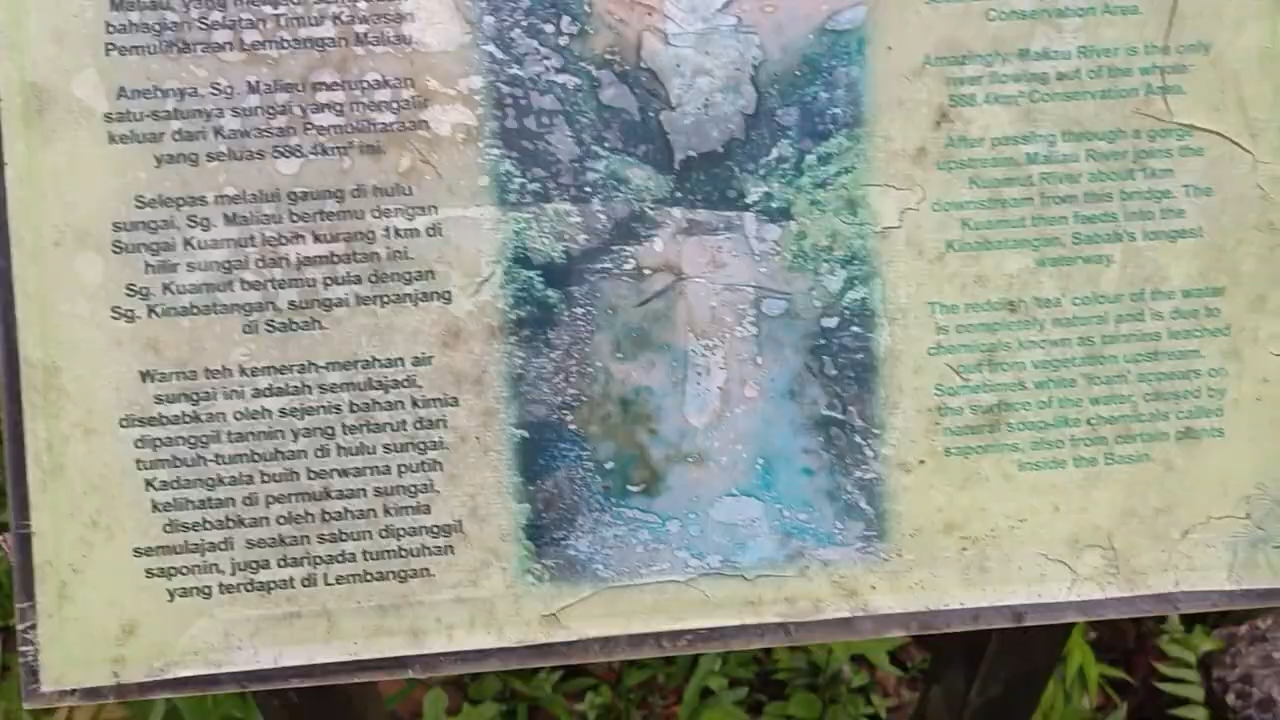 Maliau, yang
bahagian Selatan Timur Kawasan
Pemuliharaan Lembangan Maliau.
Anehnya, Sg. Maliau merupakan
satu-satunya sungai yang mengalir
keluar dari Kawasan Pemuliharaan
yang seluas 588.4km² ini.
Selepas melalui gaung di hulu
sungai, Sg. Maliau bertemu dengan
Sungai Kuamut lebih kurang 1km di
hilir sungai dari jambatan ini.
Sg. Kuamut bertemu pula dengan
Sg. Kinabatangan, sungai terpanjang
di Sabah.
Warna teh kemerah-merahan air
sungai ini adalah semulajadi,
disebabkan oleh sejenis bahan kimia
dipanggil tannin yang terlarut dari
tumbuh-tumbuhan di hulu sungai.
Kadangkala buih berwarna putih
kelihatan di permukaan sungai,
disebabkan oleh bahan kimia
semulajadi seakan sabun dipanggil
saponin, juga daripada tumbuhan
yang terdapat di Lembangan.
Conservation Area.
Amazingly, Maliau River is the only
river flowing out of the whole
588.4km² Conservation Area.
After passing through a gorge
upstream, Maliau River joins the
Kuamut River about 1km
downstream from this bridge. The
Kuamut then feeds into the
Kinabatangan, Sabah's longest
waterway.
The reddish 'tea' colour of the water
is completely natural and is due to
chemicals known as tannins leached
out from vegetation upstream.
Sometimes white 'foam' appears on
the surface of the water, caused by
natural soap-like chemicals called
saponins, also from certain plants
inside the Basin.